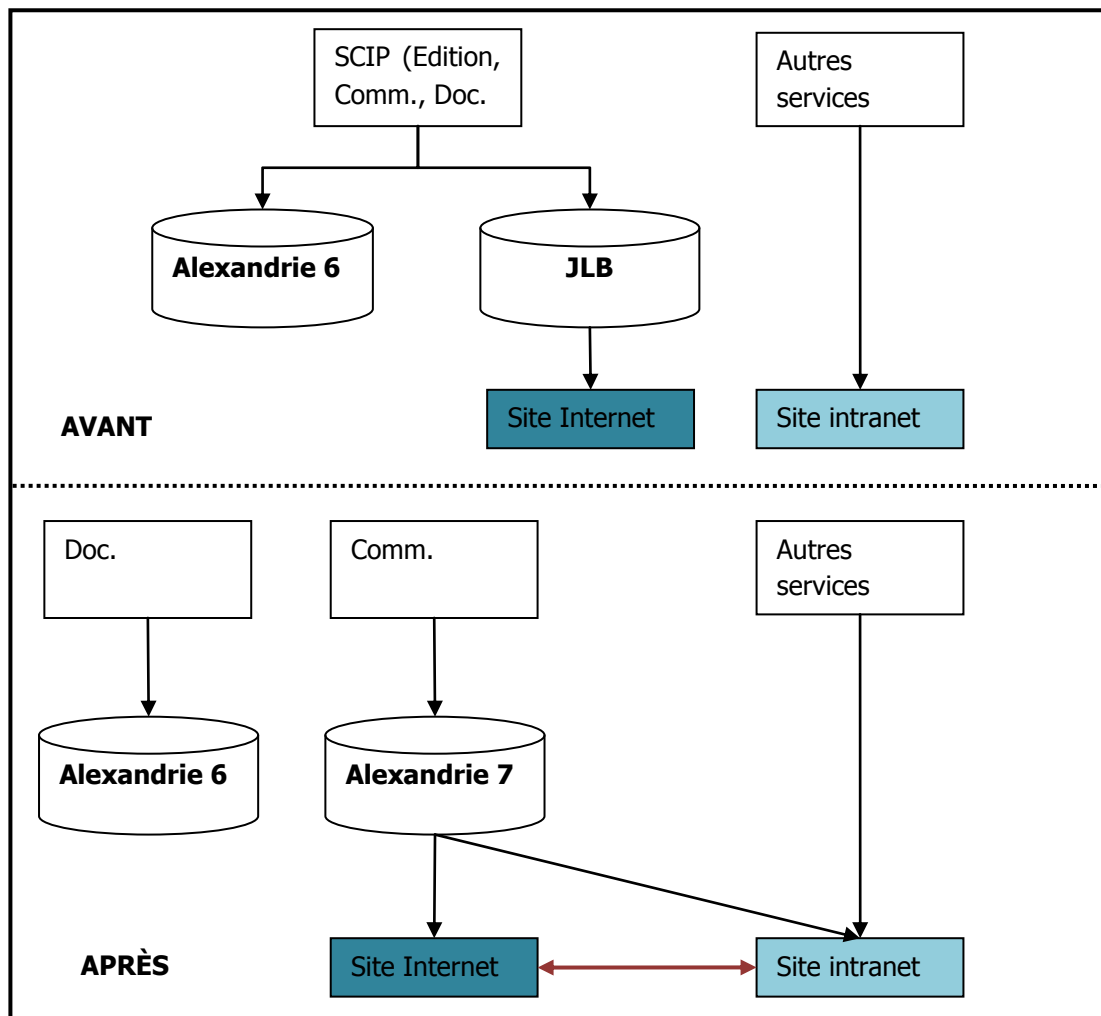 SCIP (Edition,
Comm., Doc.
Autres
services
Alexandrie 6
JLB
Site Internet
Site intranet
AVANT
Doc.
Comm.
Autres
services
Alexandrie 6
Alexandrie 7
Site Internet
Site intranet
APRÈS